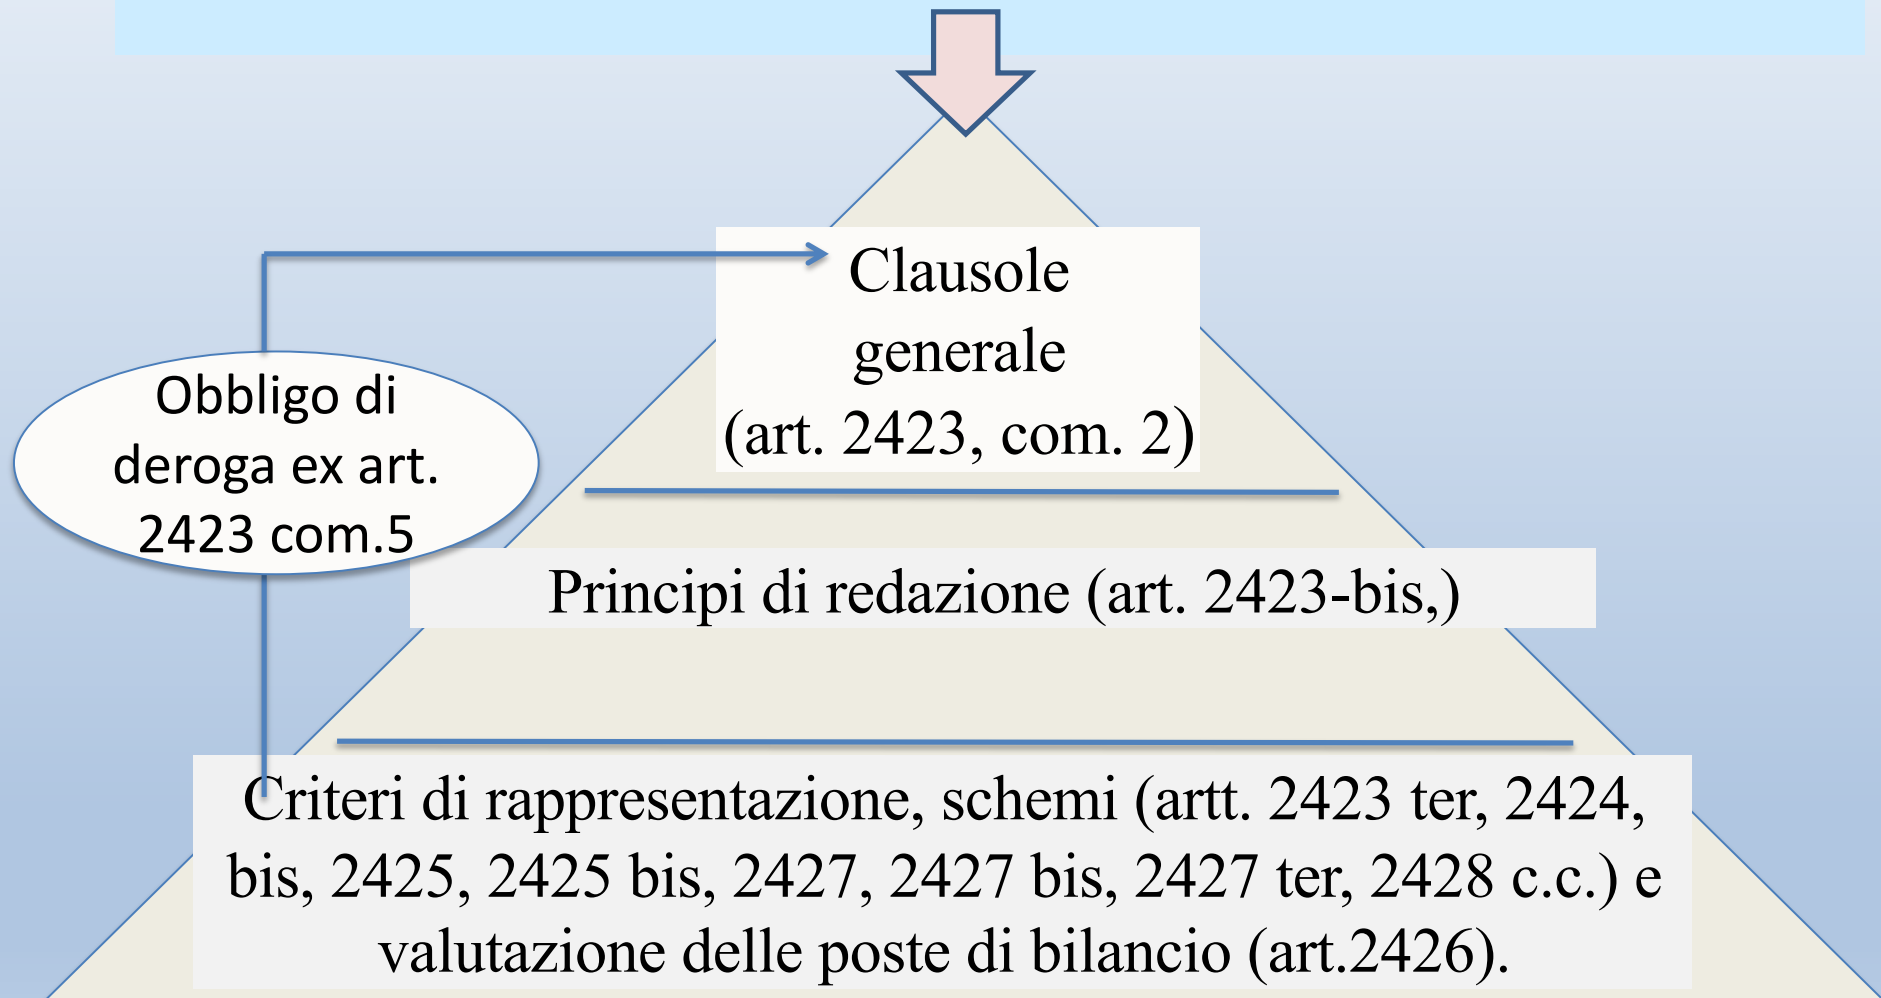 Clausole
generale
(art. 2423, com. 2)
Obbligo di
deroga ex art.
2423 com.5
Principi di redazione (art. 2423-bis,)
Criteri di rappresentazione, schemi (artt. 2423 ter, 2424,
bis, 2425, 2425 bis, 2427, 2427 bis, 2427 ter, 2428 c.c.) e
valutazione delle poste di bilancio (art.2426).